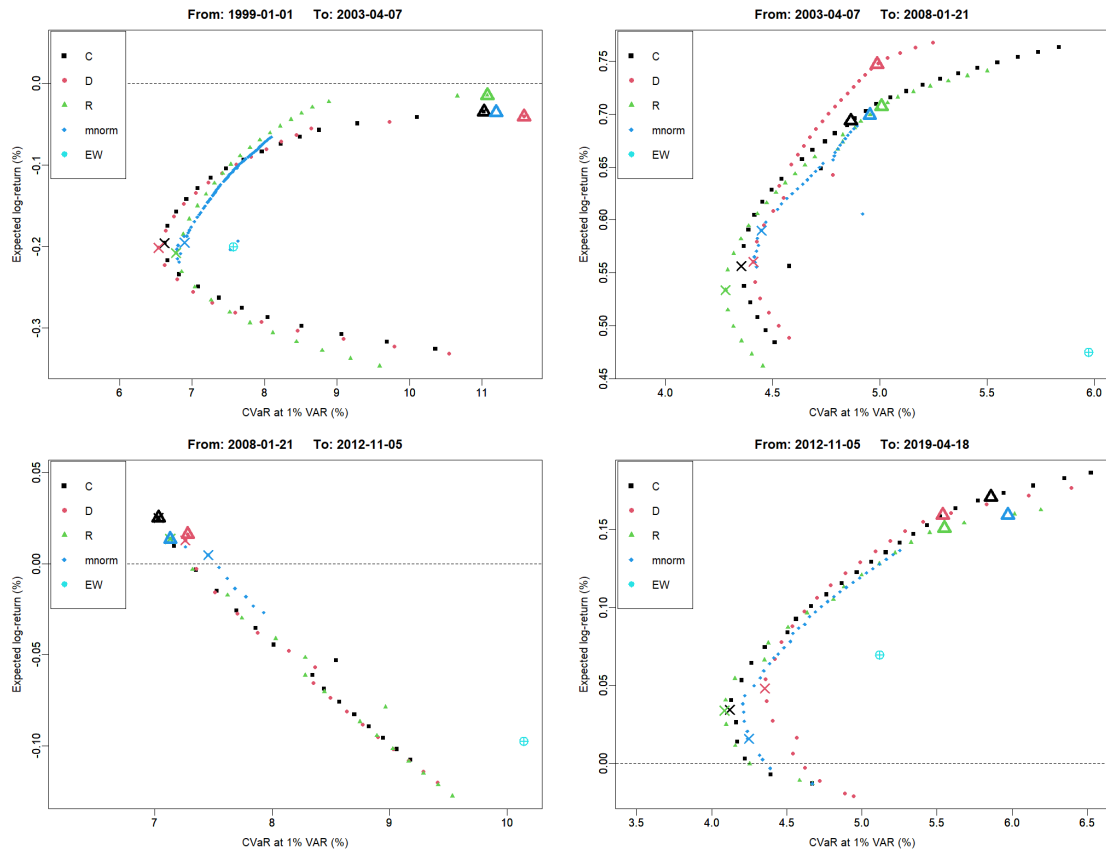 From: 1999-01-01 To: 2003-04-07
Expected log-return (%)
0.0
-0.1
-0.2
-0.3
C
D
R
mnorm
EW
6 7 8 9 10 11
CVaR at 1% VAR (%)
From: 2003-04-07 To: 2008-01-21
Expected log-return (%)
0.75
0.70
0.65
0.60
0.55
0.50
0.45
C
D
R
mnorm
EW
4.0 4.5 5.0 5.5 6.0
CVaR at 1% VAR (%)
From: 2008-01-21 To: 2012-11-05
Expected log-return (%)
0.05
0.00
-0.05
-0.10
C
D
R
mnorm
EW
7 8 9 10
CVaR at 1% VAR (%)
From: 2012-11-05 To: 2019-04-18
Expected log-return (%)
0.15
0.10
0.05
0.00
C
D
R
mnorm
EW
3.5 4.0 4.5 5.0 5.5 6.0 6.5
CVaR at 1% VAR (%)